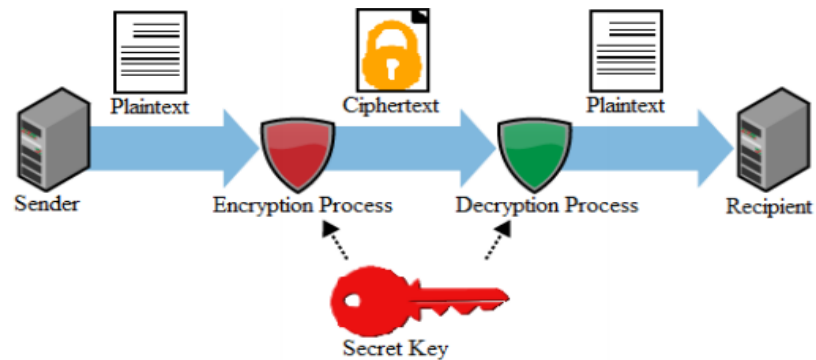 Plaintext
Ciphertext
Plaintext
Sender
Encryption Process
Decryption Process
Recipient
Secret Key